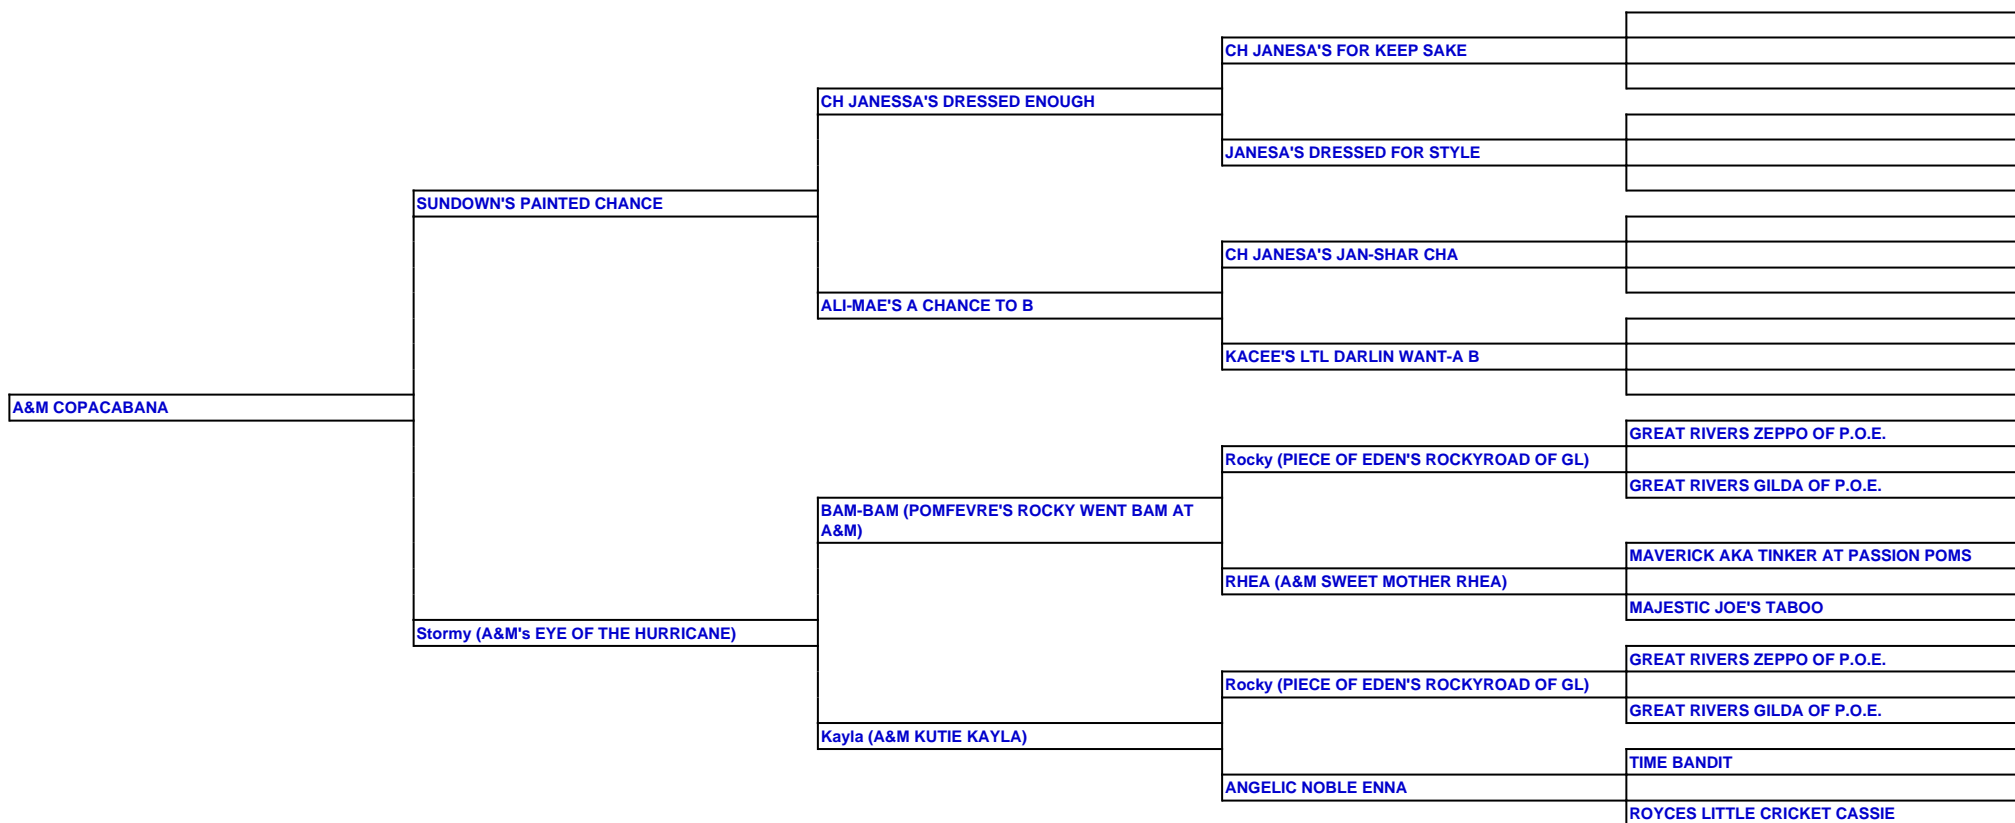 CH JANESA'S FOR KEEP SAKE
CH JANESSA'S DRESSED ENOUGH
JANESA'S DRESSED FOR STYLE
SUNDOWN'S PAINTED CHANCE
CH JANESA'S JAN-SHAR CHA
ALI-MAE'S A CHANCE TO B
KACEE'S LTL DARLIN WANT-A B
A&M COPACABANA
GREAT RIVERS ZEPPO OF P.O.E.
Rocky (PIECE OF EDEN'S ROCKYROAD OF GL)
GREAT RIVERS GILDA OF P.O.E.
BAM-BAM (POMFEVRE'S ROCKY WENT BAM AT
A&M)
MAVERICK AKA TINKER AT PASSION POMS
RHEA (A&M SWEET MOTHER RHEA)
MAJESTIC JOE'S TABOO
Stormy (A&M's EYE OF THE HURRICANE)
GREAT RIVERS ZEPPO OF P.O.E.
Rocky (PIECE OF EDEN'S ROCKYROAD OF GL)
GREAT RIVERS GILDA OF P.O.E.
Kayla (A&M KUTIE KAYLA)
TIME BANDIT
ANGELIC NOBLE ENNA
ROYCES LITTLE CRICKET CASSIE